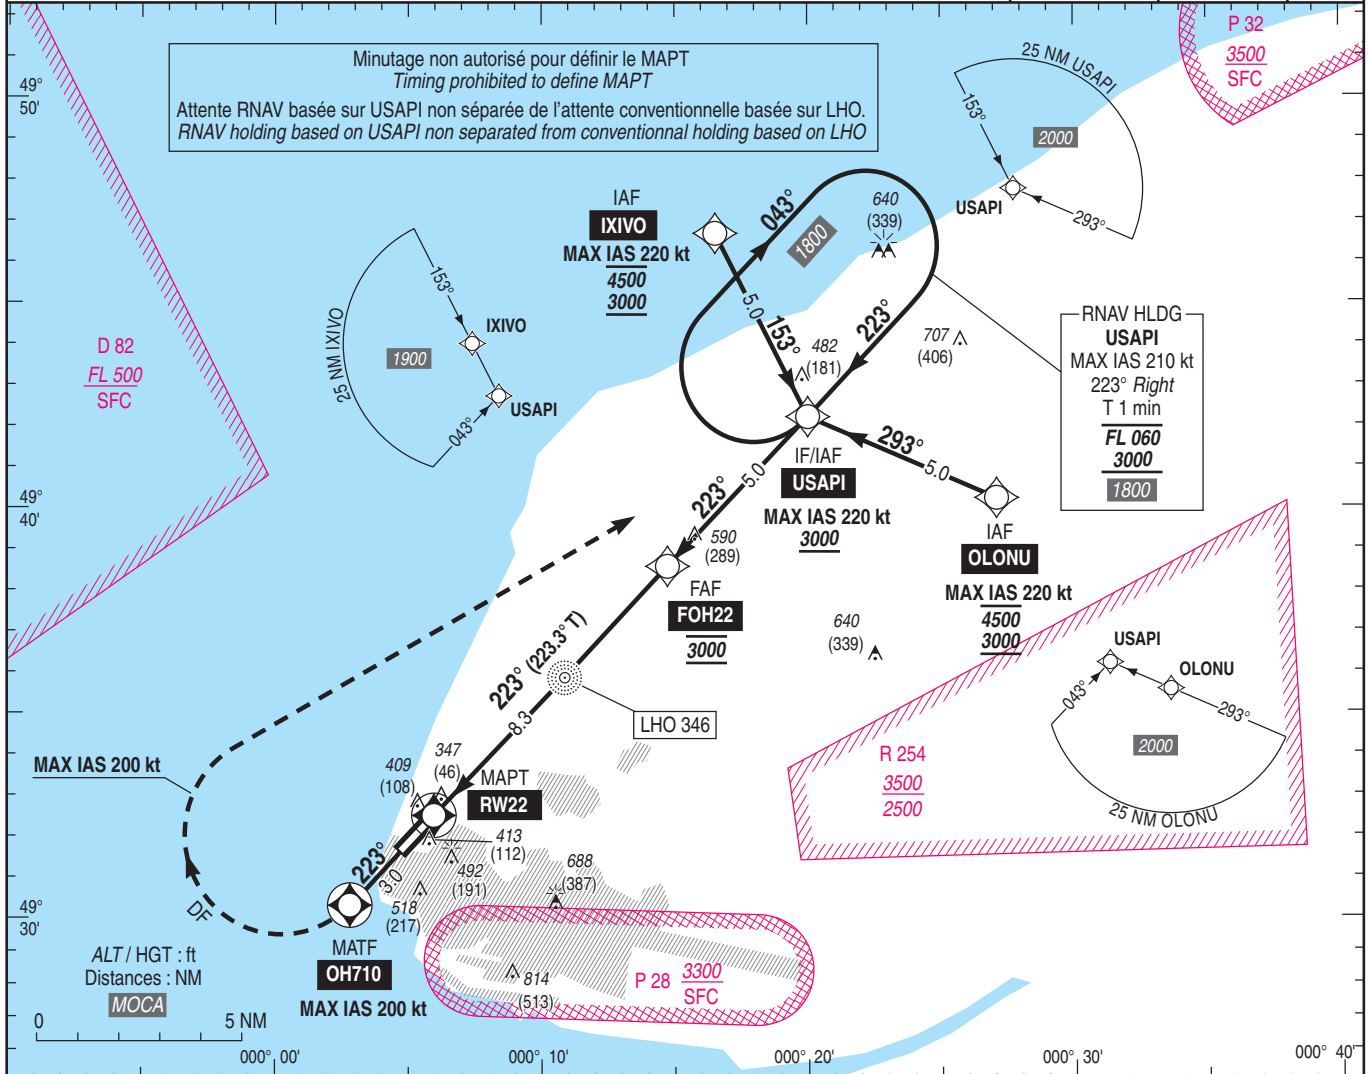 Minutage non autorisé pour définir le MAPT
Timing prohibited to define MAPT
Attente RNAV basée sur USAPI non séparée de l'attente conventionnelle basée sur LHO.
RNAV holding based on USAPI non separated from conventionnal holding based on LHO
P 32
3500
SFC
49°
50'
25 NM USAPI
153°
2000
USAPI
293°
IAF
IXIVO
MAX IAS 220 kt
4500
3000
043°
1800
640
(339)
5.0
153°
223°
482
(181)
707
(406)
RNAV HLDG
USAPI
MAX IAS 210 kt
223° Right
T 1 min
FL 060
3000
1800
25 NM IXIVO
153°
IXIVO
1900
USAPI
043°
D 82
FL 500
SFC
293°
5.0
IF/IAF
USAPI
MAX IAS 220 kt
3000
5.0
223°
49°
40'
590
(289)
IAF
OLONU
MAX IAS 220 kt
4500
3000
FAF
FOH22
3000
640
(339)
USAPI
OLONU
043°
293°
2000
25 NM OLONU
223° (223.3° T)
8.3
LHO 346
R 254
3500
2500
MAX IAS 200 kt
409
(108)
347
(46)
MAPT
RW22
413
(112)
492
(191)
688
(387)
518
(217)
223°
3.0
DF
49°
30'
MATF
OH710
MAX IAS 200 kt
ALT / HGT : ft
Distances : NM
MOCA
0 5 NM
814
(513)
P 28
3300
SFC
000° 00'
000° 10'
000° 20'
000° 30'
000° 40'